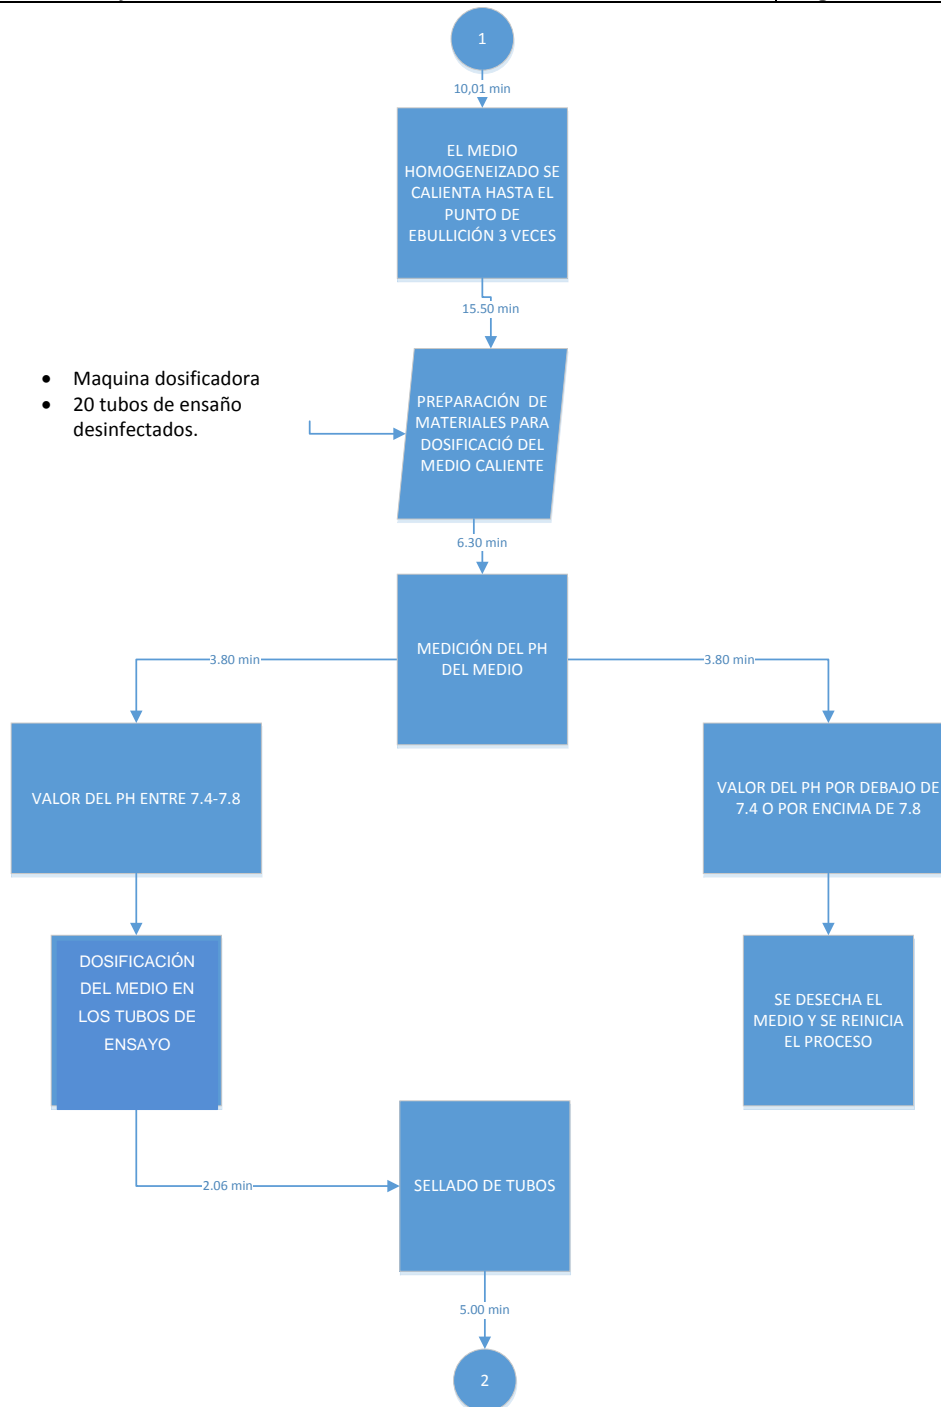 1
10,01 min
EL MEDIO
HOMOGENEIZADO SE
CALIENTA HASTA EL
PUNTO DE
EBULLICIÓN 3 VECES
15.50 min
• Maquina dosificadora
• 20 tubos de ensaño
desinfectados.
PREPARACIÓN DE
MATERIALES PARA
DOSIFICACIÓ DEL
MEDIO CALIENTE
6.30 min
MEDICIÓN DEL PH
DEL MEDIO
3.80 min
3.80 min
VALOR DEL PH ENTRE 7.4-7.8
VALOR DEL PH POR DEBAJO DE
7.4 O POR ENCIMA DE 7.8
DOSIFICACIÓN
DEL MEDIO EN
LOS TUBOS DE
ENSAYO
SE DESECHA EL
MEDIO Y SE REINICIA
EL PROCESO
2.06 min
SELLADO DE TUBOS
5.00 min
2